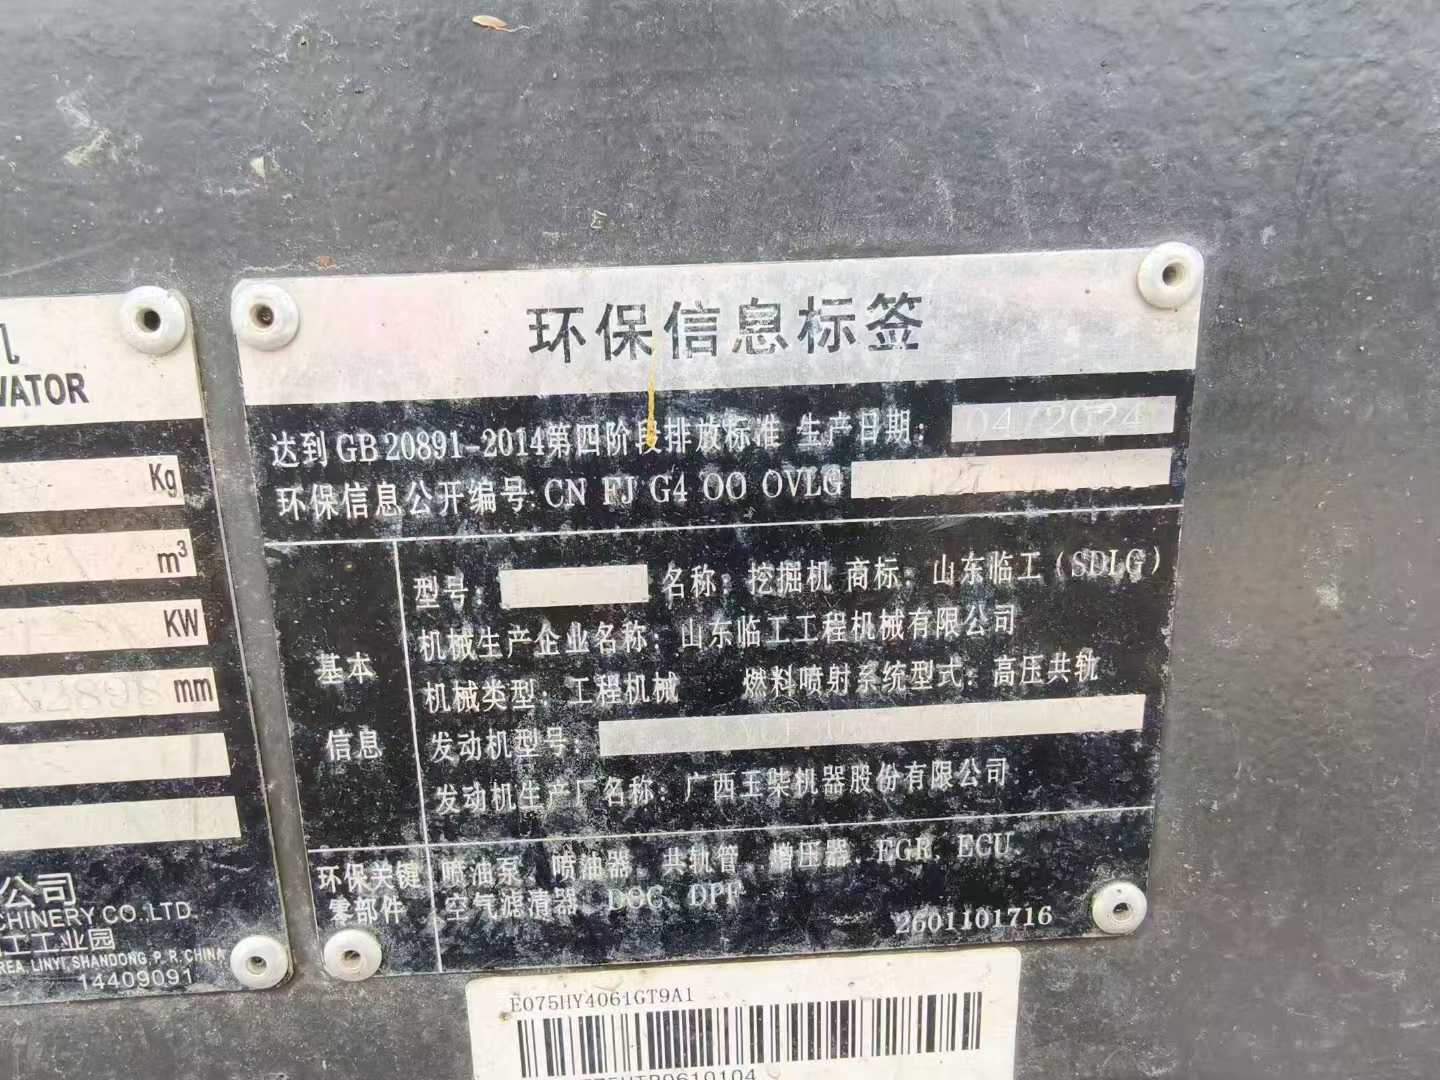 机
VATOR
Kg
m³
KW
mm
公司
CHINERY CO.,LTD.
工工业园
REA, LINYI, SHANDONG, P. R. CHINA
14409091
环保信息标签
达到 GB 20891-2014第四阶段排放标准 生产日期: 04/2024
环保信息公开编号: CN FJ G4 OO OVLG
基本信息
型号: 名称: 挖掘机 商标: 山东临工 (SDLG)
机械生产企业名称: 山东临工工程机械有限公司
机械类型: 工程机械 燃料喷射系统型式: 高压共轨
发动机型号:
发动机生产厂名称: 广西玉柴机器股份有限公司
环保关键零部件
喷油泵、喷油器、共轨管、增压器、EGR、ECU、
空气滤清器、DOC、DPF
2601101716
E075HY4061GT9A1